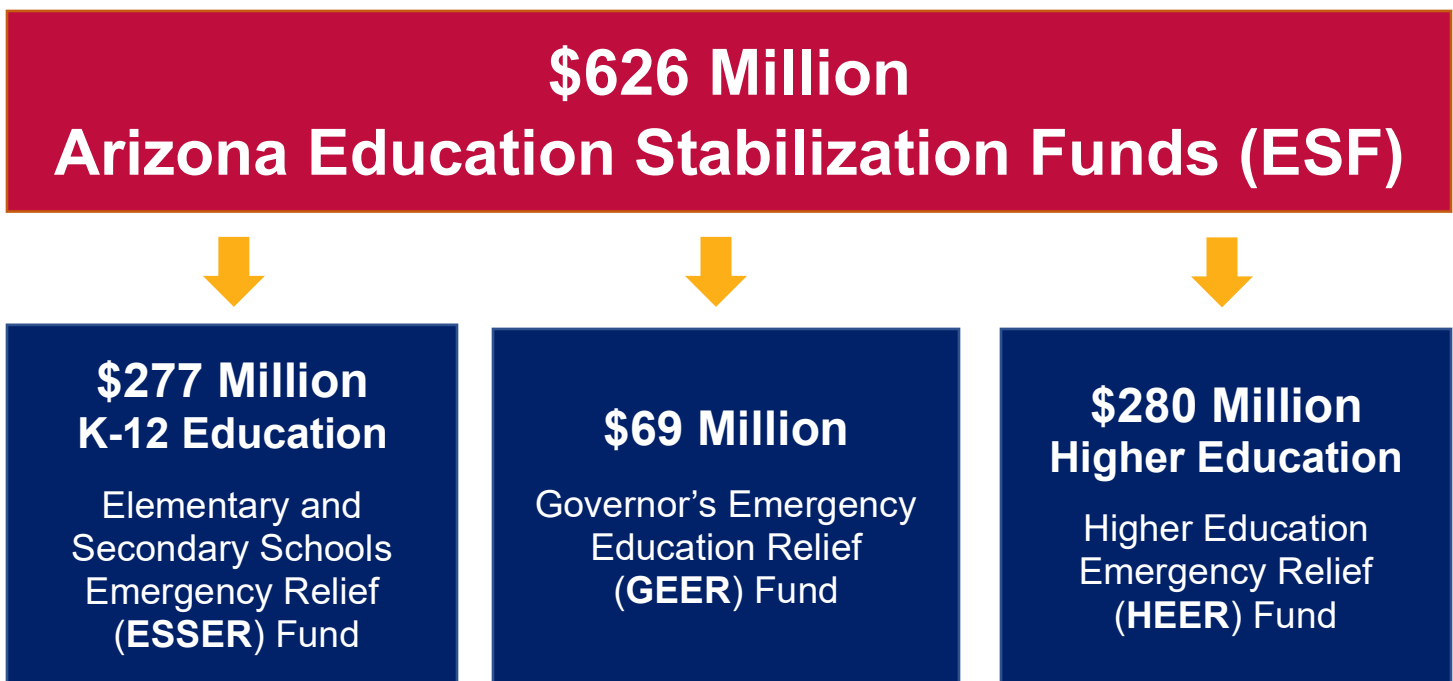 $626 Million
Arizona Education Stabilization Funds (ESF)
$277 Million
K-12 Education
Elementary and
Secondary Schools
Emergency Relief
(ESSER) Fund
$69 Million
Governor’s Emergency
Education Relief
(GEER) Fund
$280 Million
Higher Education
Higher Education
Emergency Relief
(HEER) Fund